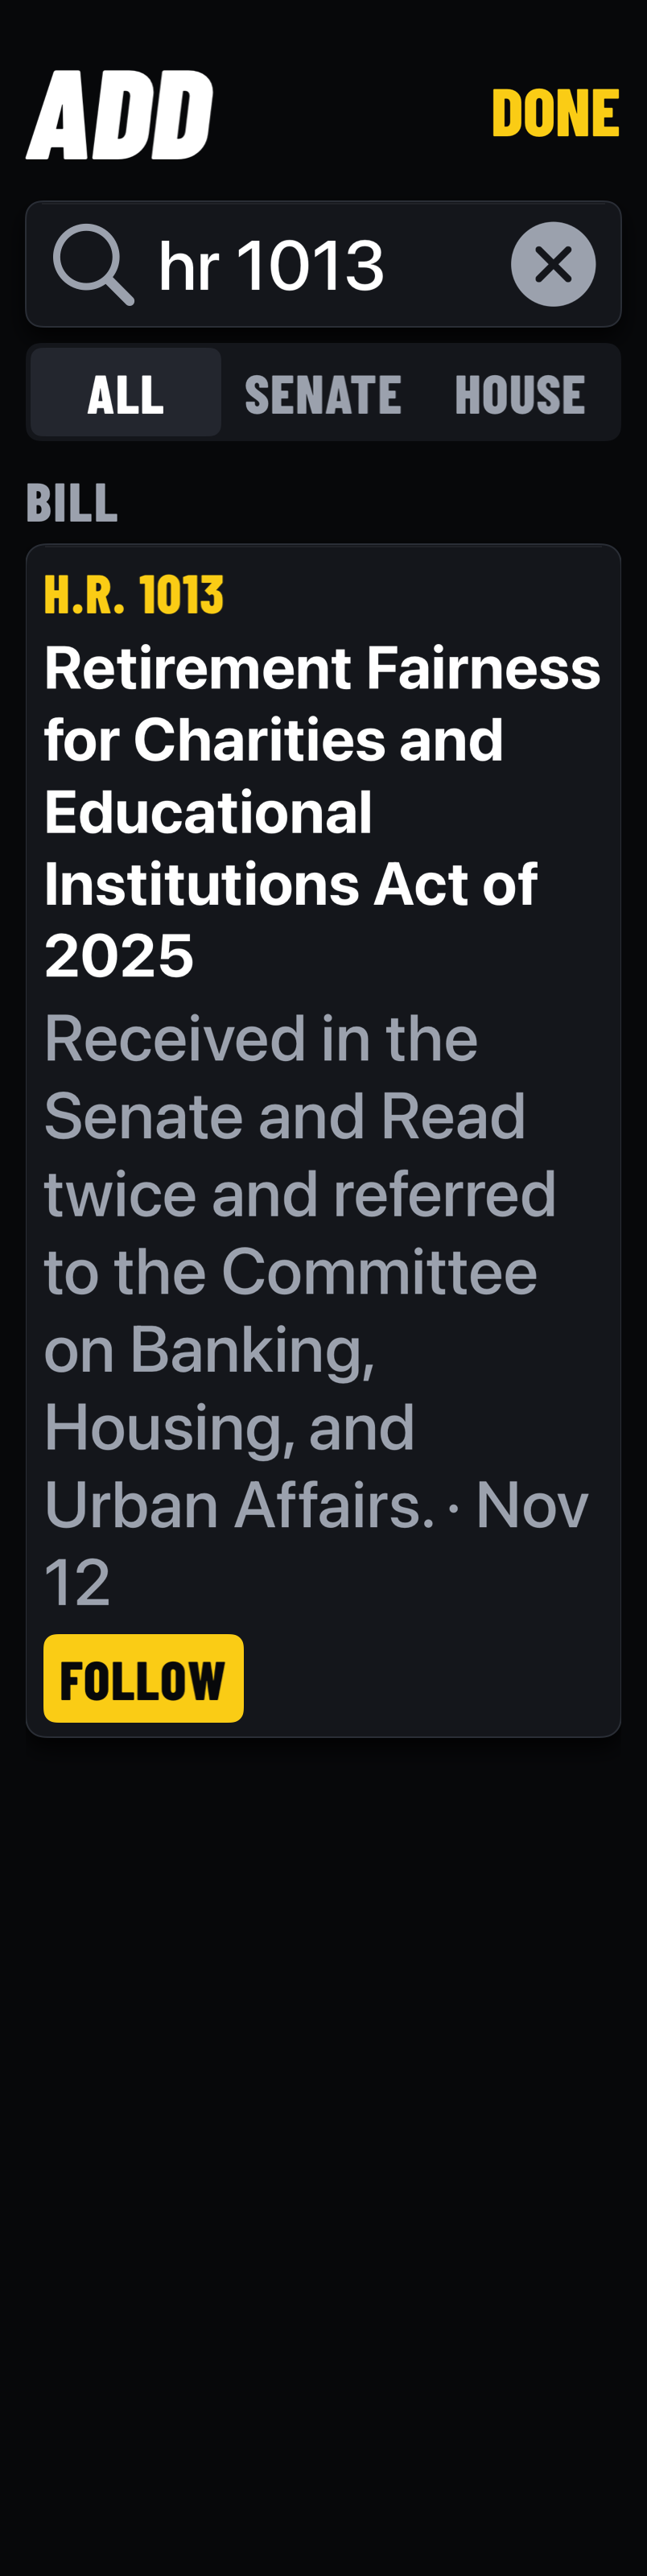 ADD
DONE
hr 1013
ALL
SENATE
HOUSE
BILL
H.R. 1013
Retirement Fairness
for Charities and
Educational
Institutions Act of
2025
Received in the
Senate and Read
twice and referred
to the Committee
on Banking,
Housing, and
Urban Affairs. · Nov
12
FOLLOW